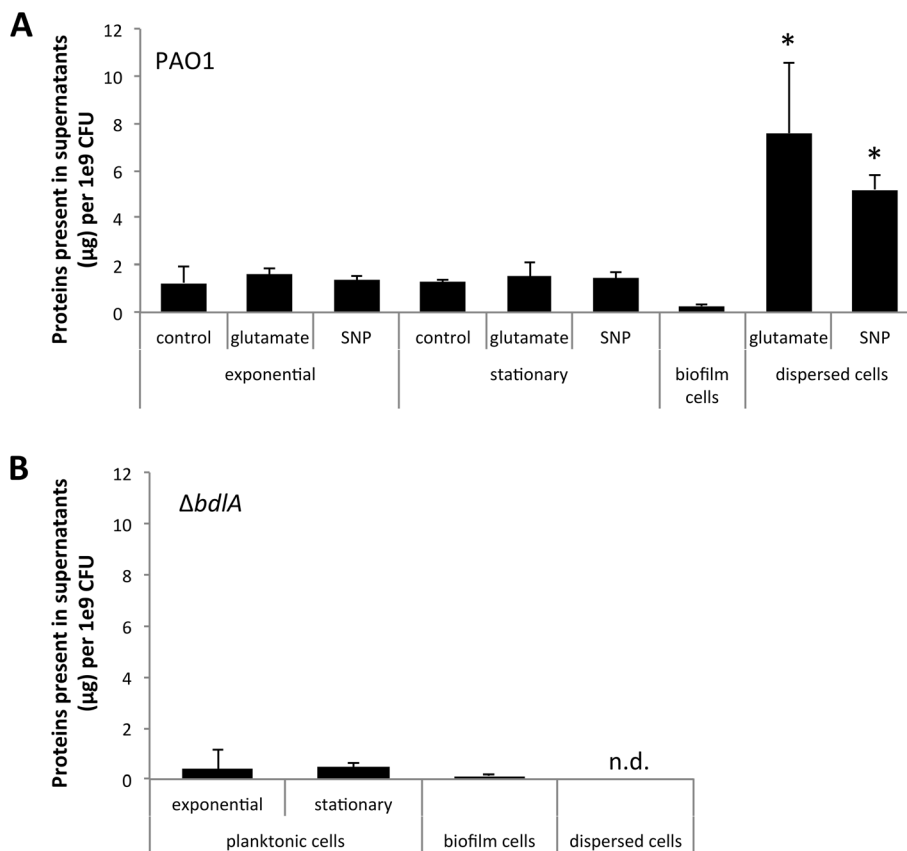 A
Proteins present in supernatants
(µg) per 1e9 CFU
12
10
8
6
4
2
0
PAO1
*
*
control
glutamate
SNP
control
glutamate
SNP
glutamate
SNP
exponential
stationary
biofilm
cells
dispersed cells
B
Proteins present in supernatants
(µg) per 1e9 CFU
12
10
8
6
4
2
0
ΔbdlA
n.d.
exponential
stationary
planktonic cells
biofilm cells
dispersed cells